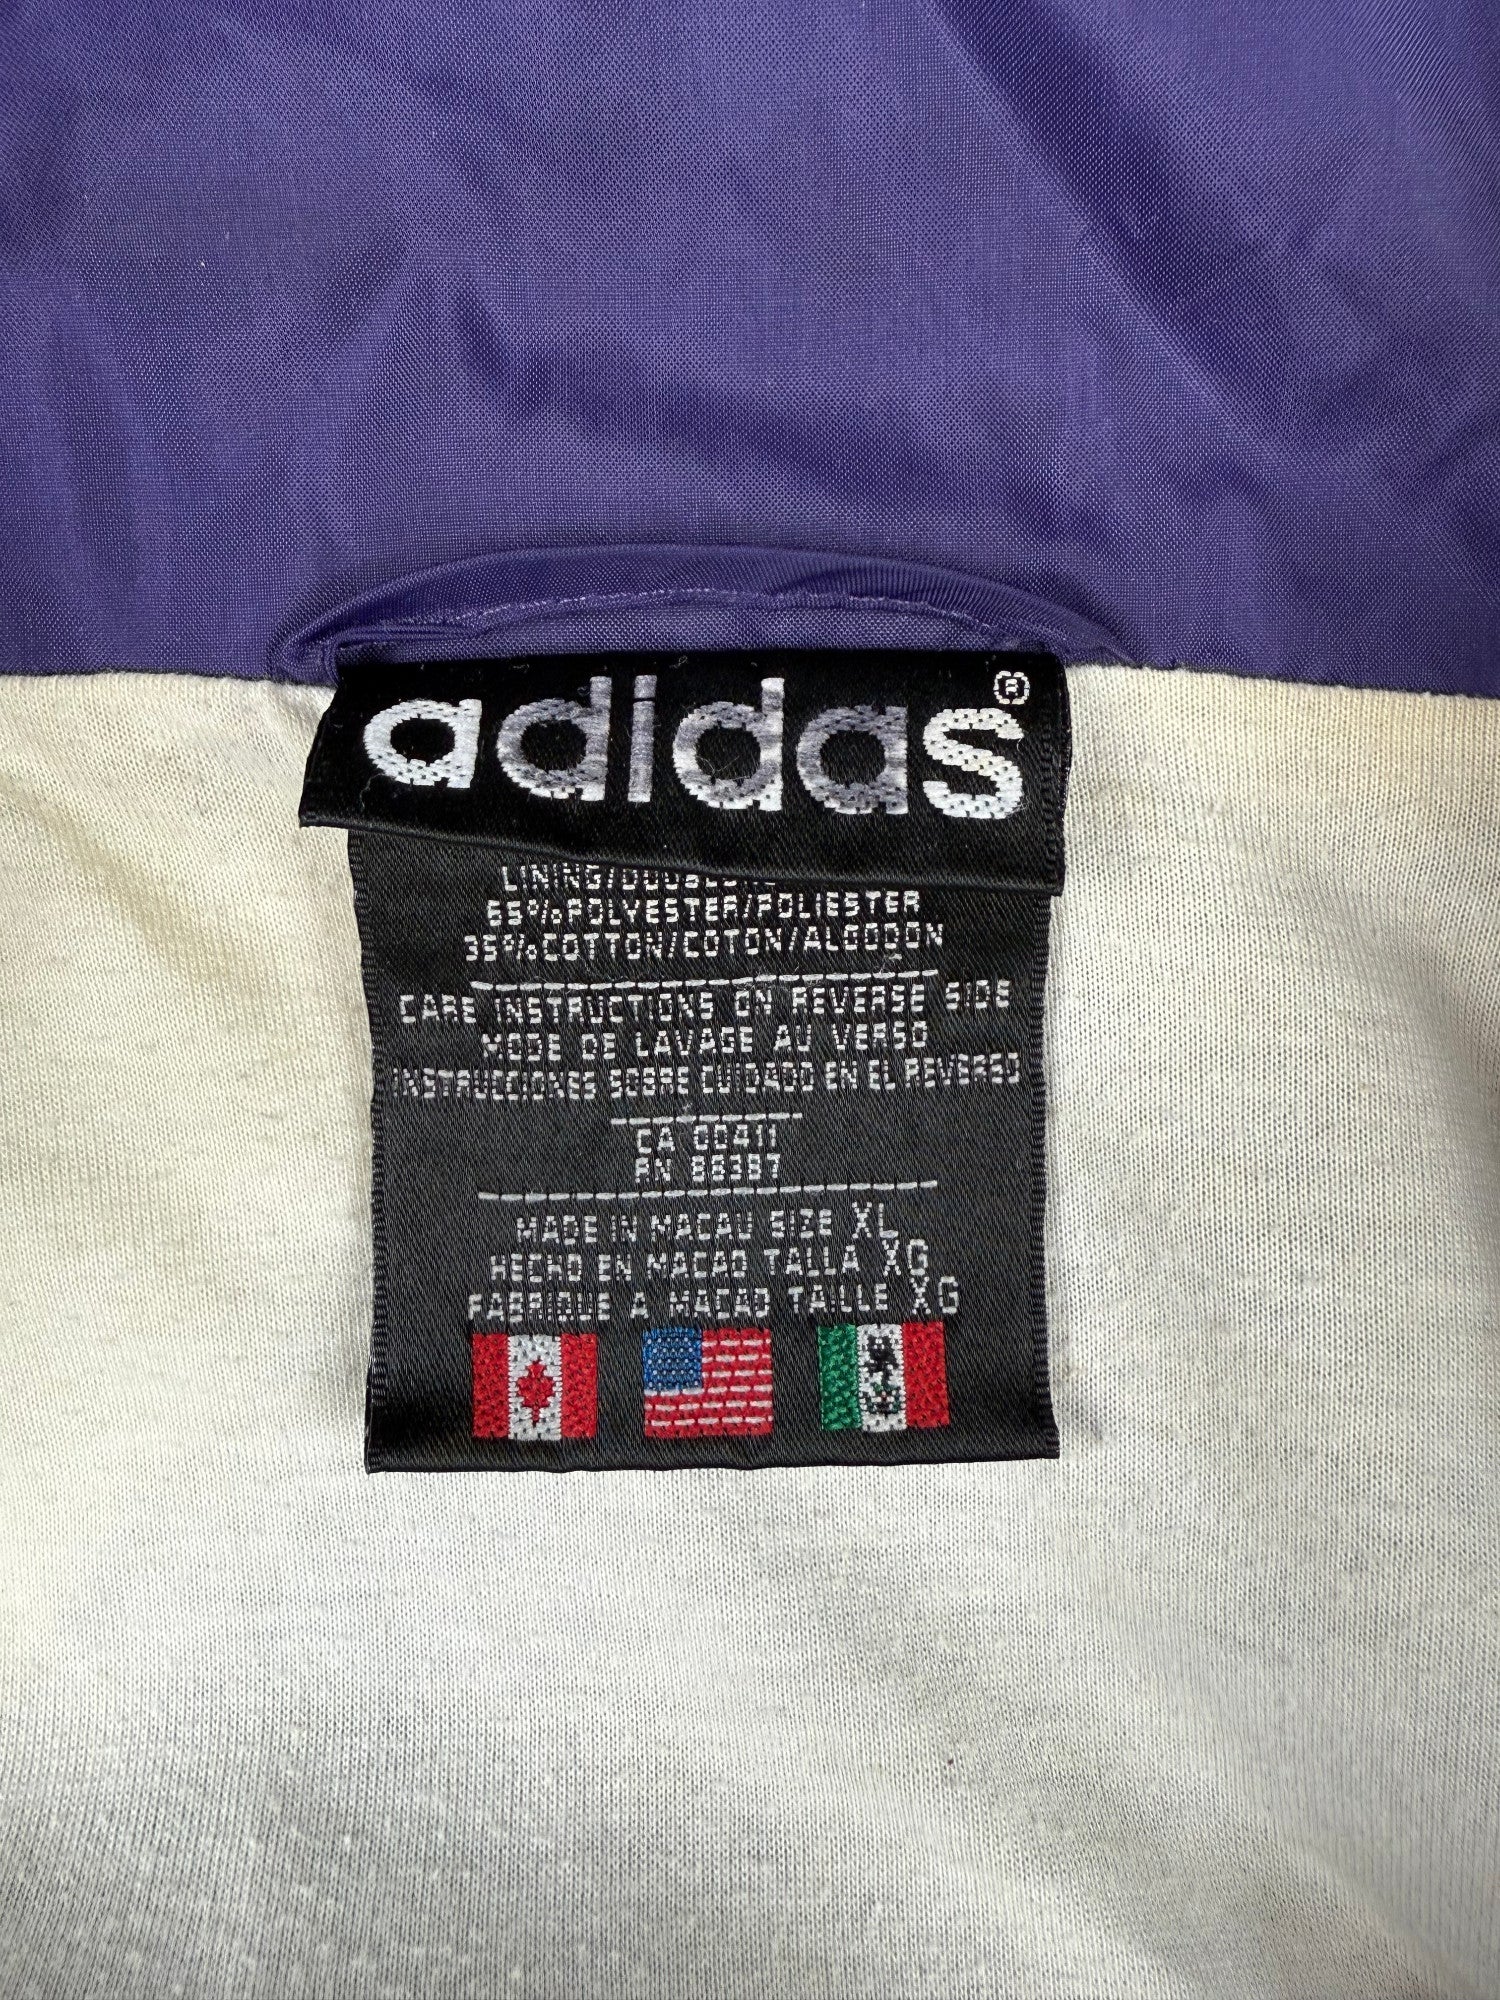 adidas®
65%POLYESTER/POLIESTER
35%COTTON/COTON/ALGODON
CARE INSTRUCTIONS ON REVERSE SIDE
MODE DE LAVAGE AU VERSO
INSTRUCCIONES SOBRE CUIDADO EN EL REVERSO
CA 00411
RN 88387
MADE IN MACAU SIZE XL
HECHO EN MACAO TALLA XG
FABRIQUE A MACAO TAILLE XG